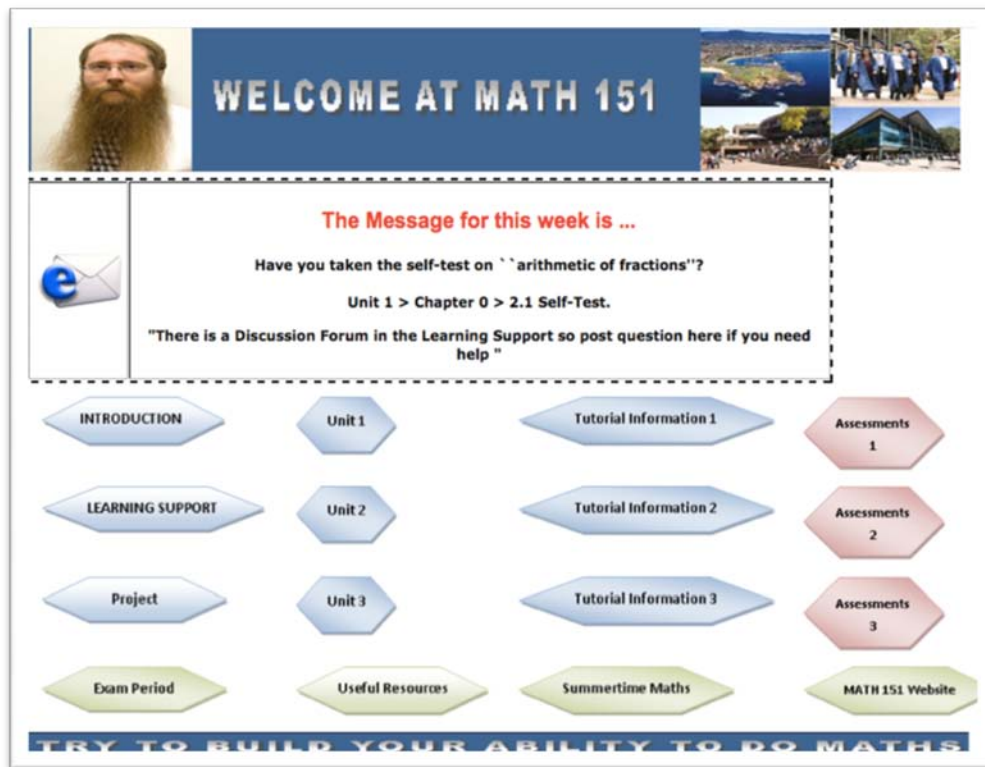 WELCOME AT MATH 151
The Message for this week is ...
Have you taken the self-test on ``arithmetic of fractions''?
Unit 1 > Chapter 0 > 2.1 Self-Test.
"There is a Discussion Forum in the Learning Support so post question here if you need
help "
INTRODUCTION
Unit 1
Tutorial Information 1
Assessments
1
LEARNING SUPPORT
Unit 2
Tutorial Information 2
Assessments
2
Project
Unit 3
Tutorial Information 3
Assessments
3
Exam Period
Useful Resources
Summertime Maths
MATH 151 Website
TRY TO BUILD YOUR ABILITY TO DO MATHS